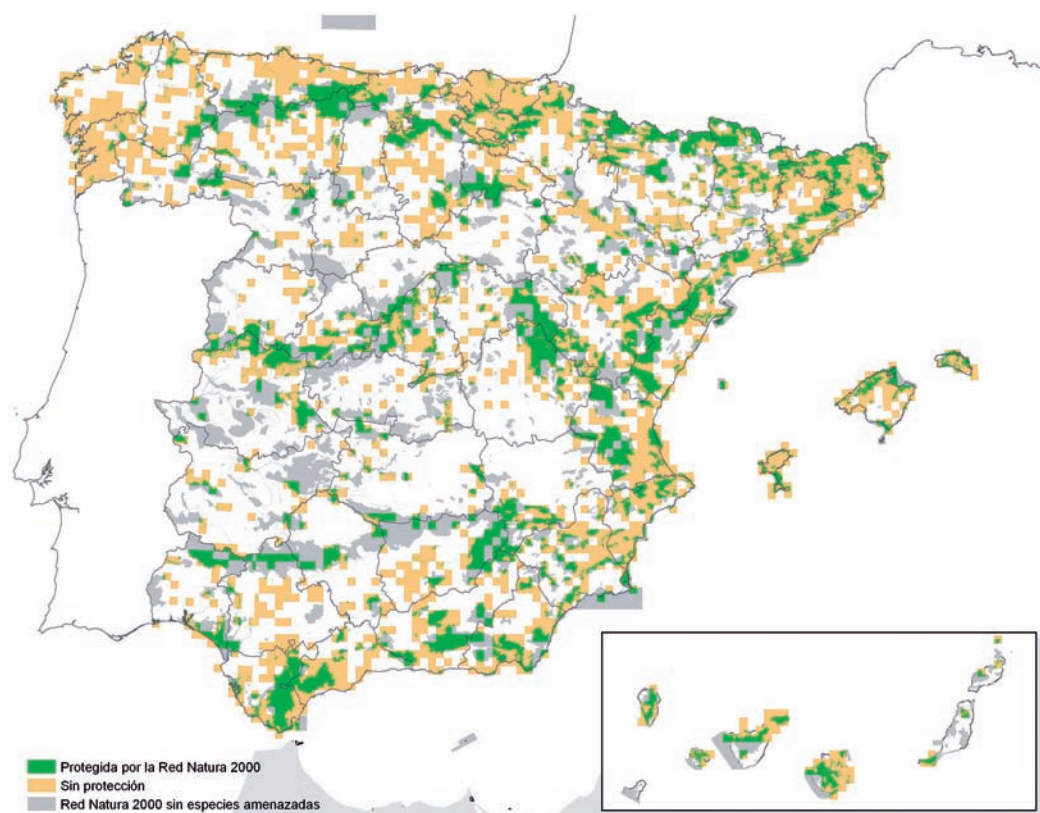 Protegida por la Red Natura 2000
Sin protección
Red Natura 2000 sin especies amenazadas